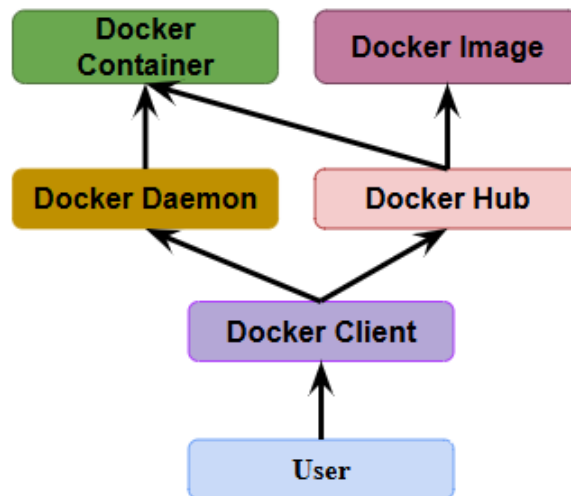 Docker
Container
Docker Image
Docker Daemon
Docker Hub
Docker Client
User